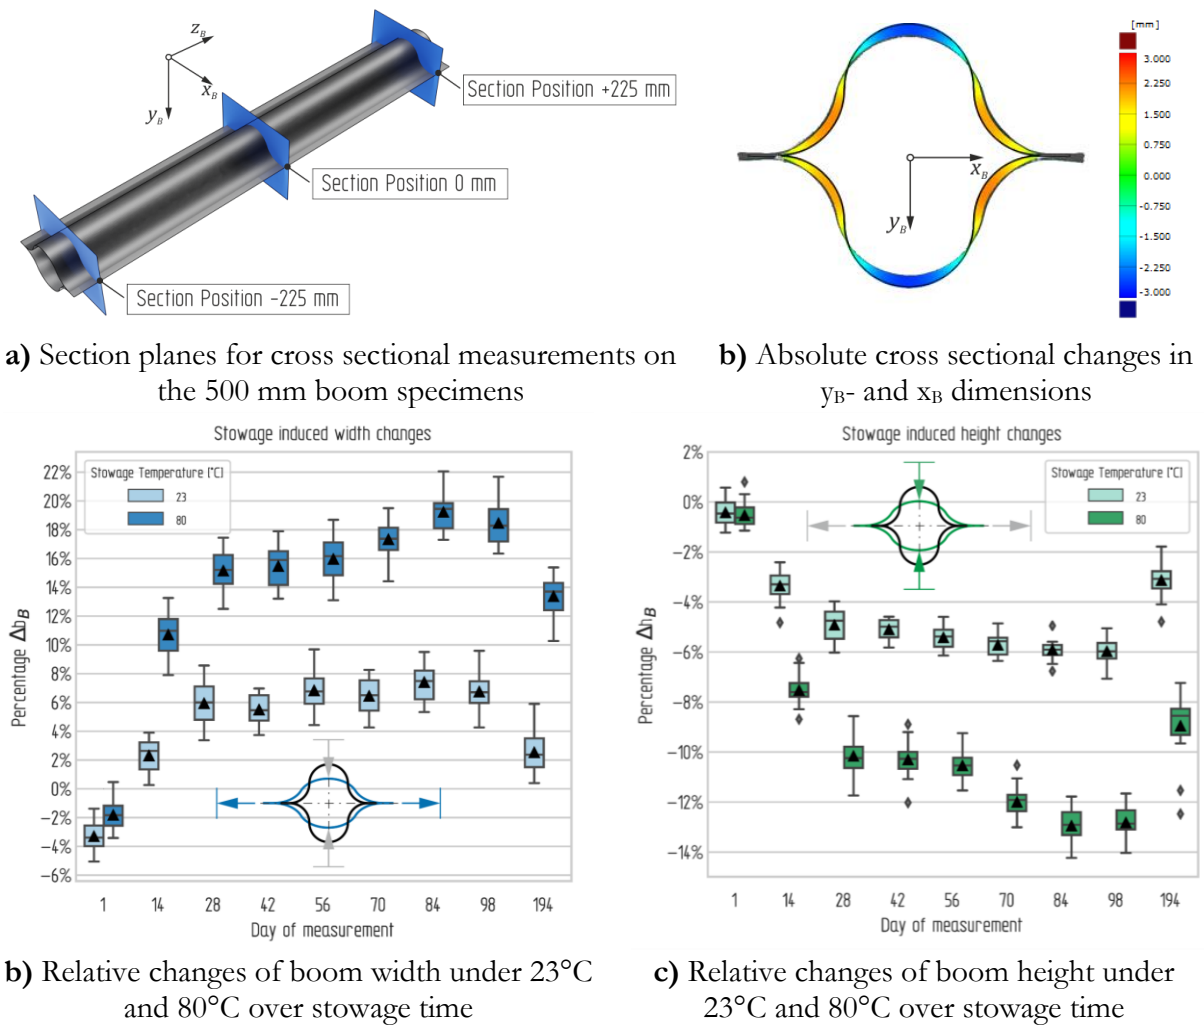 z_B
x_B
y_B
Section Position +225 mm
Section Position 0 mm
Section Position -225 mm
[mm]
3.000
2.250
1.500
0.750
0.000
-0.750
-1.500
-2.250
-3.000
x_B
y_B
a) Section planes for cross sectional measurements on
the 500 mm boom specimens
b) Absolute cross sectional changes in
y_B- and x_B dimensions
Stowage induced width changes
Stowage Temperature [°C]
23
80
22%
20%
18%
16%
14%
12%
10%
8%
6%
4%
2%
0%
−2%
−4%
−6%
Percentage Δb_B
1 14 28 42 56 70 84 98 194
Day of measurement
Stowage induced height changes
Stowage Temperature [°C]
23
80
2%
0%
−2%
−4%
−6%
−8%
−10%
−12%
−14%
Percentage Δh_B
1 14 28 42 56 70 84 98 194
Day of measurement
b) Relative changes of boom width under 23°C
and 80°C over stowage time
c) Relative changes of boom height under
23°C and 80°C over stowage time